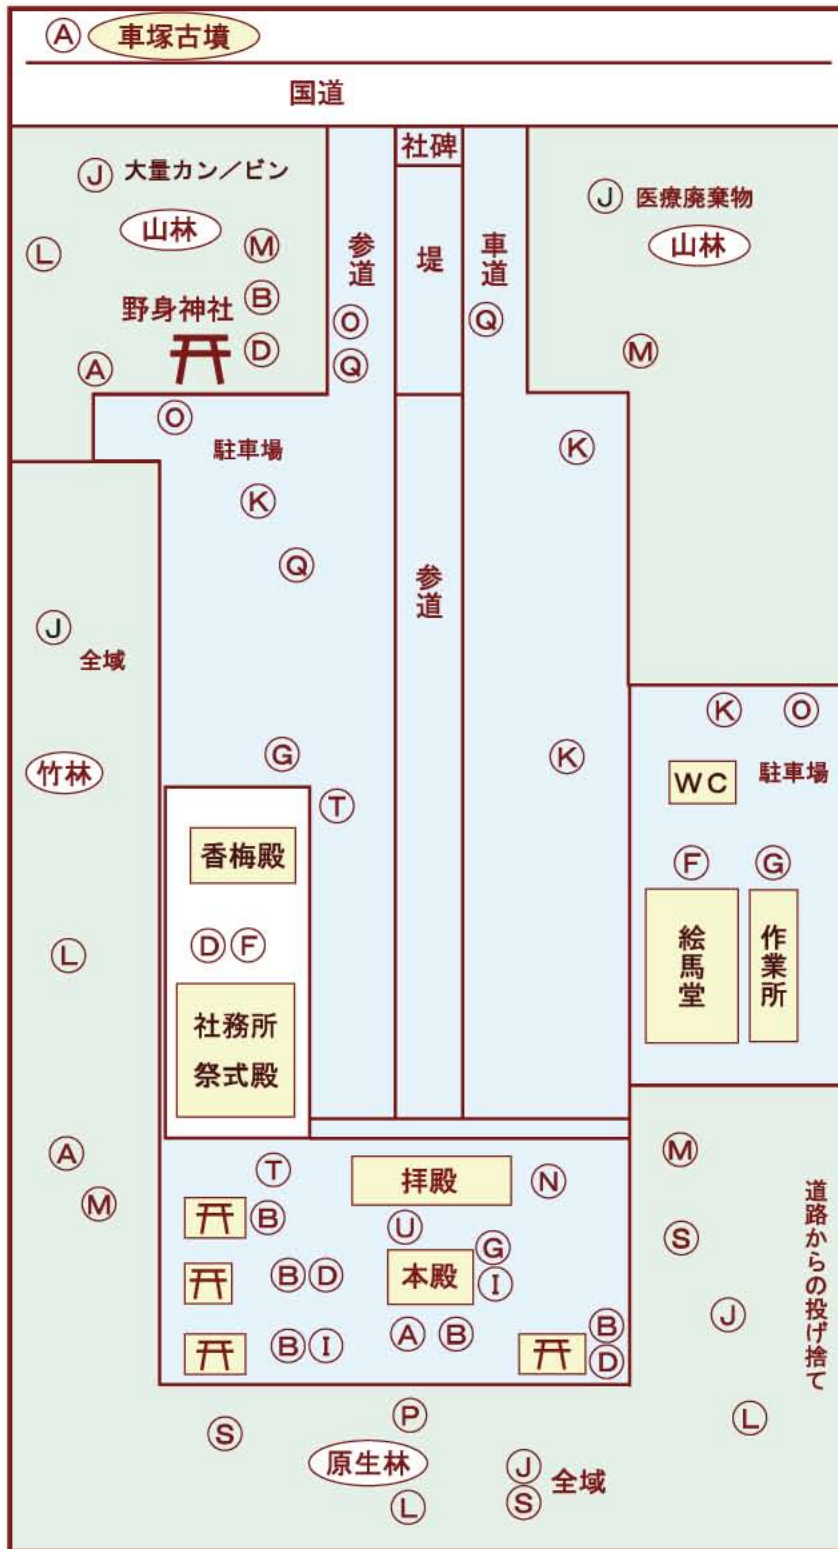 Ⓐ 車塚古墳
国道
社碑
Ⓙ 大量カン／ビン
Ⓙ 医療廃棄物
山林
山林
Ⓛ
Ⓜ
参道
堤
車道
野身神社
Ⓑ
Ⓞ
Ⓠ
Ⓠ
Ⓓ
Ⓐ
Ⓜ
Ⓞ
駐車場
Ⓚ
Ⓚ
Ⓠ
参道
Ⓙ
全域
竹林
Ⓖ
Ⓚ
Ⓚ Ⓞ
WC
駐車場
Ⓣ
香梅殿
Ⓕ Ⓖ
絵馬堂
作業所
Ⓛ
ⒹⒻ
社務所
祭式殿
Ⓐ
Ⓜ
Ⓣ
拝殿
Ⓝ
Ⓑ
Ⓤ
本殿
Ⓖ
Ⓘ
ⒷⒹ
ⒷⒾ
Ⓐ Ⓑ
Ⓑ
Ⓓ
Ⓜ
Ⓢ
Ⓙ
Ⓛ
道路からの投げ捨て
Ⓢ
Ⓟ
原生林
Ⓛ
Ⓙ
Ⓢ
全域